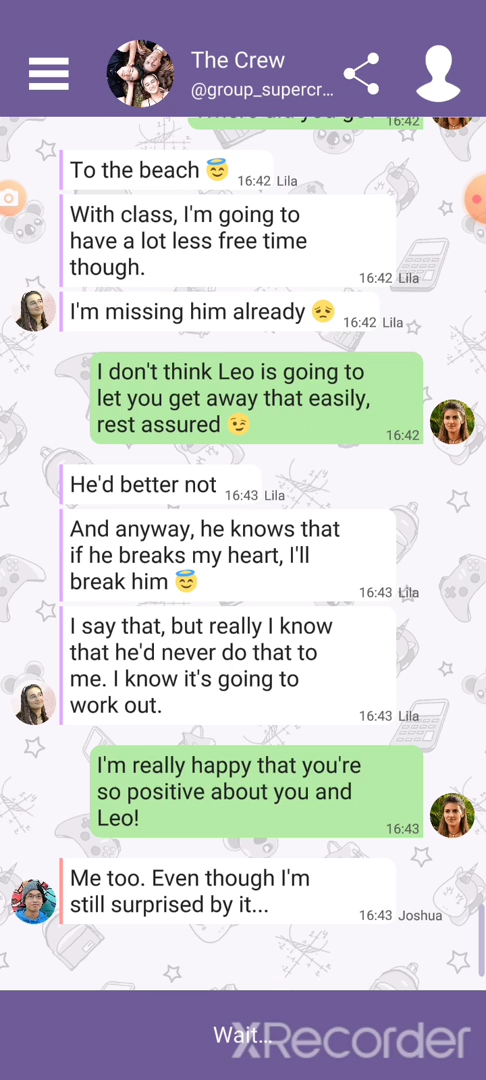 The Crew
@group_supercr...
16:42
To the beach 😇
16:42 Lila
With class, I'm going to
have a lot less free time
though.
16:42 Lila
I'm missing him already 😞
16:43 Lila
I don't think Leo is going to
let you get away that easily,
rest assured 😉
16:42
He'd better not
16:43 Lila
And anyway, he knows that
if he breaks my heart, I'll
break him 😇
16:43 Lila
I say that, but really I know
that he'd never do that to
me. I know it's going to
work out.
16:43 Lila
I'm really happy that you're
so positive about you and
Leo!
16:43
Me too. Even though I'm
still surprised by it...
16:43 Joshua
Wait...
XRecorder